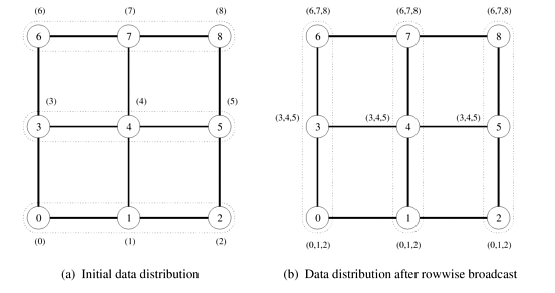 (6) (7) (8)
6 7 8
(3) (4) (5)
3 4 5
0 1 2
(0) (1) (2)
(a) Initial data distribution
(6,7,8) (6,7,8) (6,7,8)
6 7 8
(3,4,5) (3,4,5) (3,4,5)
3 4 5
0 1 2
(0,1,2) (0,1,2) (0,1,2)
(b) Data distribution after rowwise broadcast